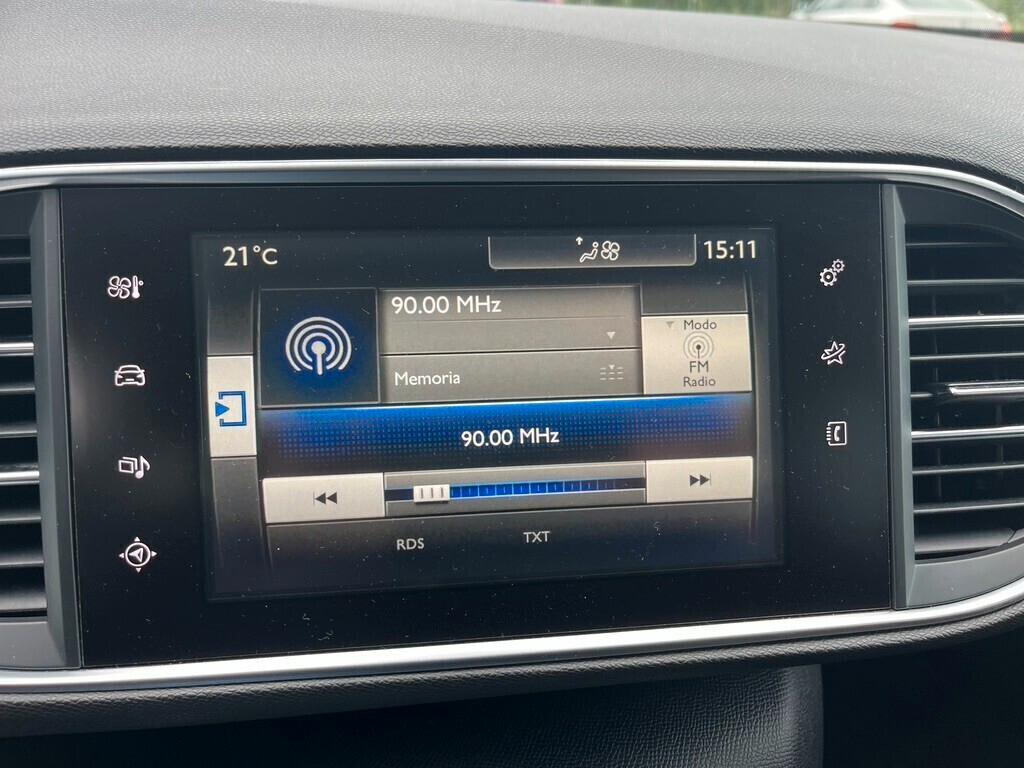 21°C
15:11
90.00 MHz
Modo
FM
Radio
Memoria
90.00 MHz
RDS
TXT